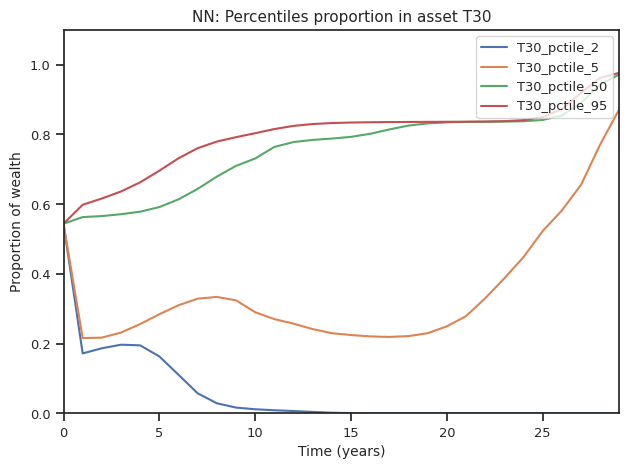 NN: Percentiles proportion in asset T30
T30_pctile_2
T30_pctile_5
T30_pctile_50
T30_pctile_95
Proportion of wealth
1.0
0.8
0.6
0.4
0.2
0.0
0 5 10 15 20 25
Time (years)